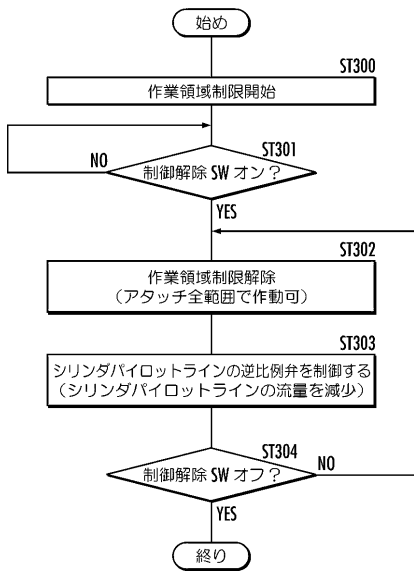 始め
ST300
作業領域制限開始
ST301
制御解除 SW オン？
NO
YES
ST302
作業領域制限解除
（アタッチ全範囲で作動可）
ST303
シリンダパイロットラインの逆比例弁を制御する
（シリンダパイロットラインの流量を減少）
ST304
制御解除 SW オフ？
NO
YES
終り